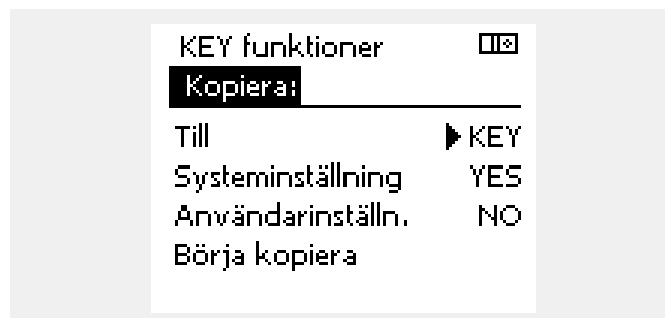 KEY funktioner
Kopiera:
Till ▶ KEY
Systeminställning YES
Användarinställn. NO
Börja kopiera